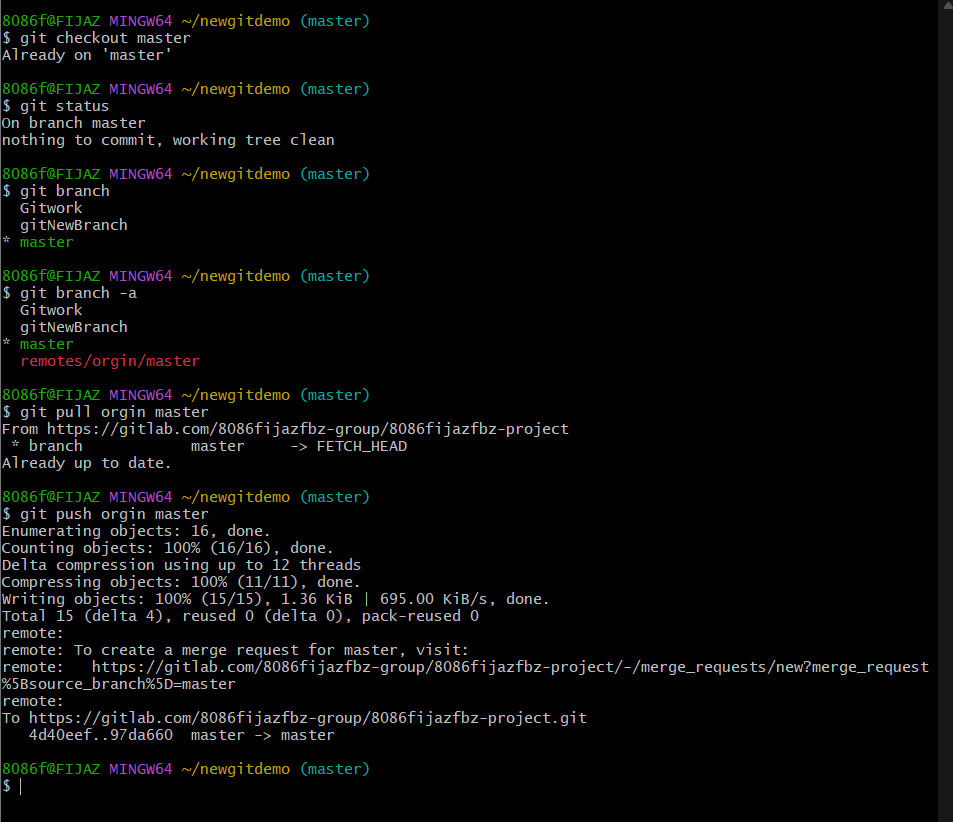 8086f@FIJAZ MINGW64 ~/newgitdemo (master)
$ git checkout master
Already on 'master'
8086f@FIJAZ MINGW64 ~/newgitdemo (master)
$ git status
On branch master
nothing to commit, working tree clean
8086f@FIJAZ MINGW64 ~/newgitdemo (master)
$ git branch
  Gitwork
  gitNewBranch
* master
8086f@FIJAZ MINGW64 ~/newgitdemo (master)
$ git branch -a
  Gitwork
  gitNewBranch
* master
  remotes/orgin/master
8086f@FIJAZ MINGW64 ~/newgitdemo (master)
$ git pull orgin master
From https://gitlab.com/8086fijazfbz-group/8086fijazfbz-project
 * branch            master     -> FETCH_HEAD
Already up to date.
8086f@FIJAZ MINGW64 ~/newgitdemo (master)
$ git push orgin master
Enumerating objects: 16, done.
Counting objects: 100% (16/16), done.
Delta compression using up to 12 threads
Compressing objects: 100% (11/11), done.
Writing objects: 100% (15/15), 1.36 KiB | 695.00 KiB/s, done.
Total 15 (delta 4), reused 0 (delta 0), pack-reused 0
remote:
remote: To create a merge request for master, visit:
remote:   https://gitlab.com/8086fijazfbz-group/8086fijazfbz-project/-/merge_requests/new?merge_request
%5Bsource_branch%5D=master
remote:
To https://gitlab.com/8086fijazfbz-group/8086fijazfbz-project.git
   4d40eef..97da660  master -> master
8086f@FIJAZ MINGW64 ~/newgitdemo (master)
$